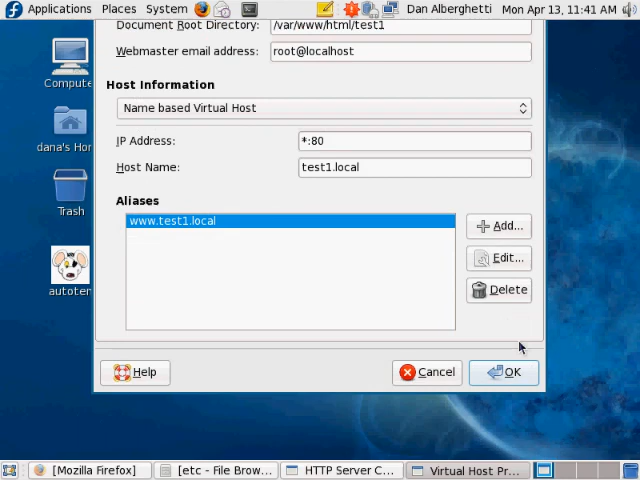 Applications Places System Dan Alberghetti Mon Apr 13, 11:41 AM
Document Root Directory: /var/www/html/test1
Webmaster email address: root@localhost
Host Information
Name based Virtual Host
IP Address: *:80
Host Name: test1.local
Aliases
www.test1.local
Add...
Edit...
Delete
Help Cancel OK
Compute
dana's Hor
Trash
autoten
[Mozilla Firefox] [etc - File Brow... HTTP Server C... Virtual Host Pr...